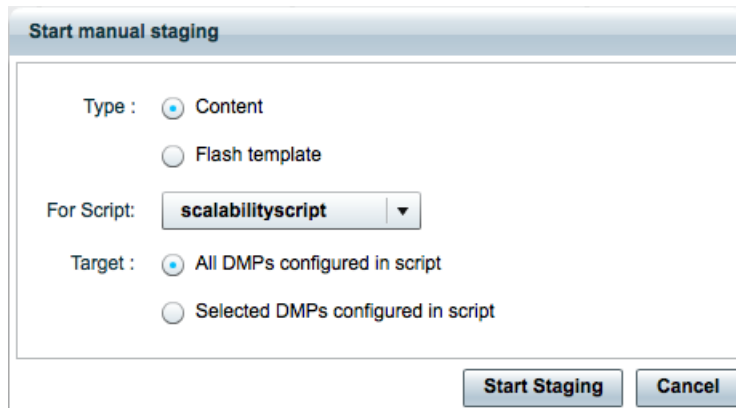 Start manual staging
Type : Content
Flash template
For Script: scalabilityscript
Target : All DMPs configured in script
Selected DMPs configured in script
Start Staging Cancel